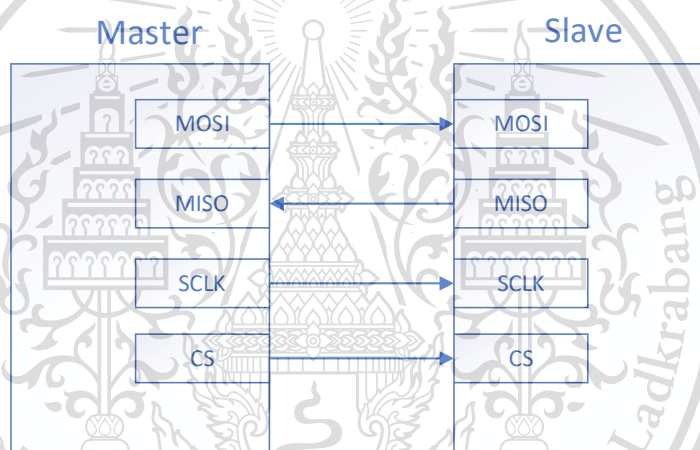 Master Slave
MOSI MOSI
MISO MISO
SCLK SCLK
CS CS
Ladkrabang